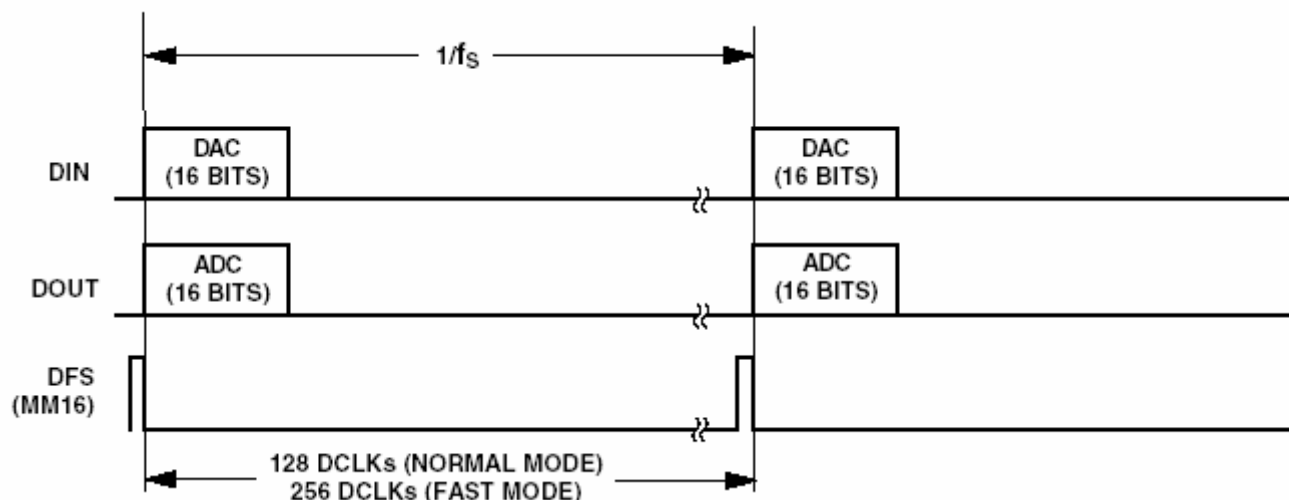 1/fS
DIN
DAC
(16 BITS)
DAC
(16 BITS)
DOUT
ADC
(16 BITS)
ADC
(16 BITS)
DFS
(MM16)
128 DCLKs (NORMAL MODE)
256 DCLKs (FAST MODE)